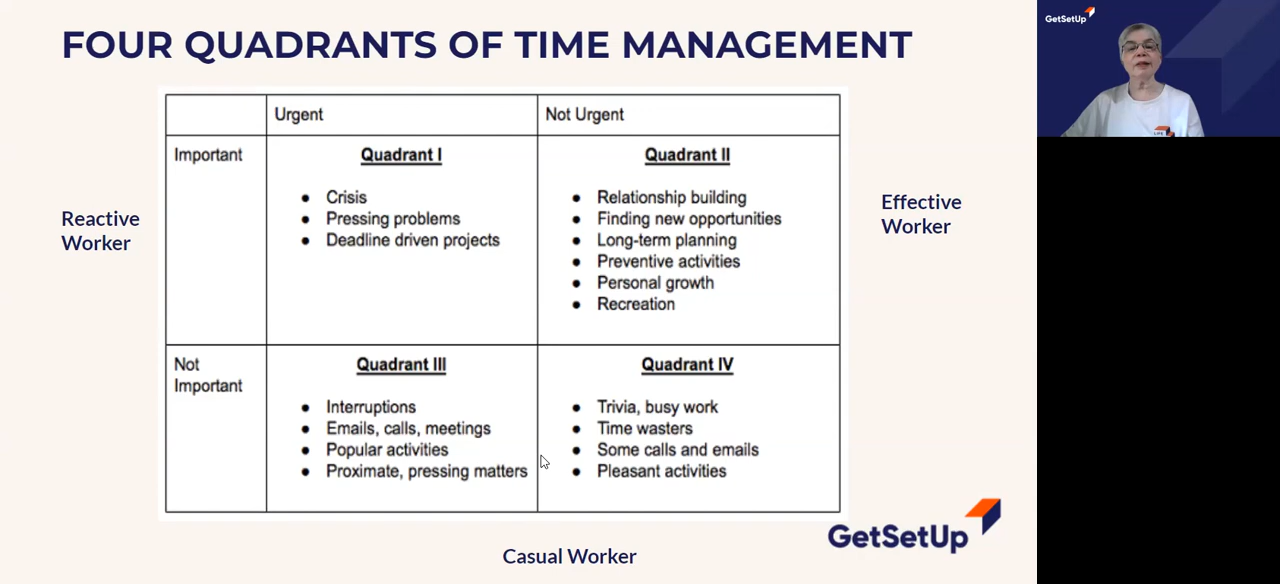 FOUR QUADRANTS OF TIME MANAGEMENT
GetSetUp
Urgent
Not Urgent
Important
Quadrant I
• Crisis
• Pressing problems
• Deadline driven projects
Quadrant II
• Relationship building
• Finding new opportunities
• Long-term planning
• Preventive activities
• Personal growth
• Recreation
Reactive
Worker
Effective
Worker
Not
Important
Quadrant III
• Interruptions
• Emails, calls, meetings
• Popular activities
• Proximate, pressing matters
Quadrant IV
• Trivia, busy work
• Time wasters
• Some calls and emails
• Pleasant activities
GetSetUp
Casual Worker
LIFE